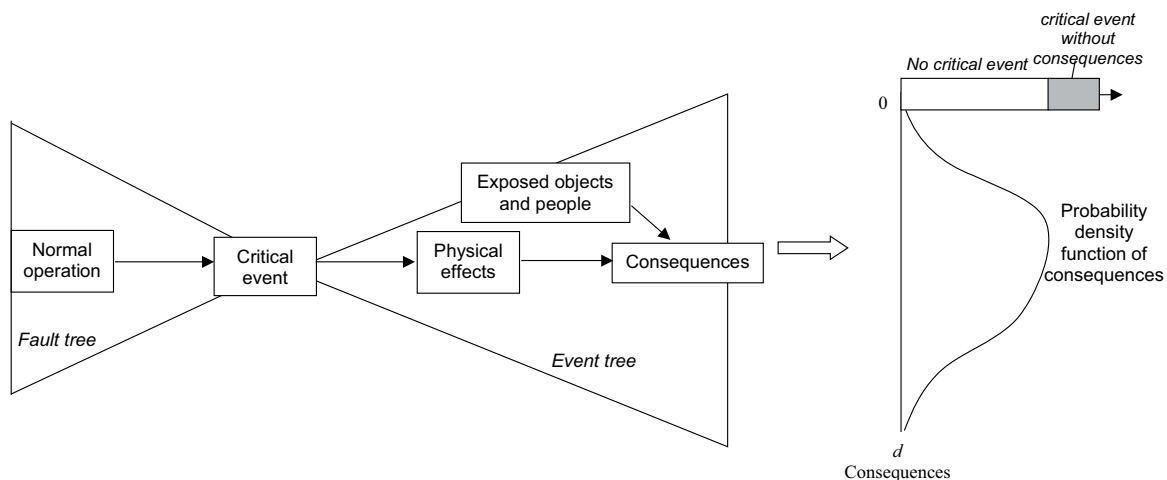 Normal
operation
Fault tree
Critical
event
Exposed objects
and people
Physical
effects
Consequences
Event tree
critical event
without
consequences
No critical event
0
Probability
density
function of
consequences
d
Consequences